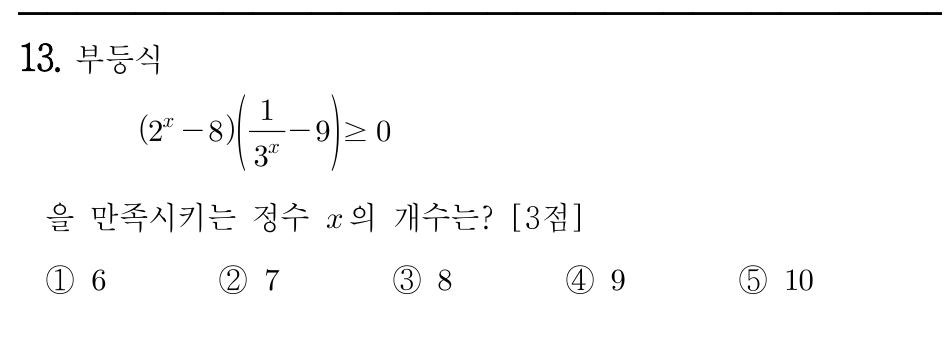 13. 부등식
(2^x - 8)(1/3^x - 9) ≥ 0
을 만족시키는 정수 x의 개수는? [3점]
① 6 ② 7 ③ 8 ④ 9 ⑤ 10